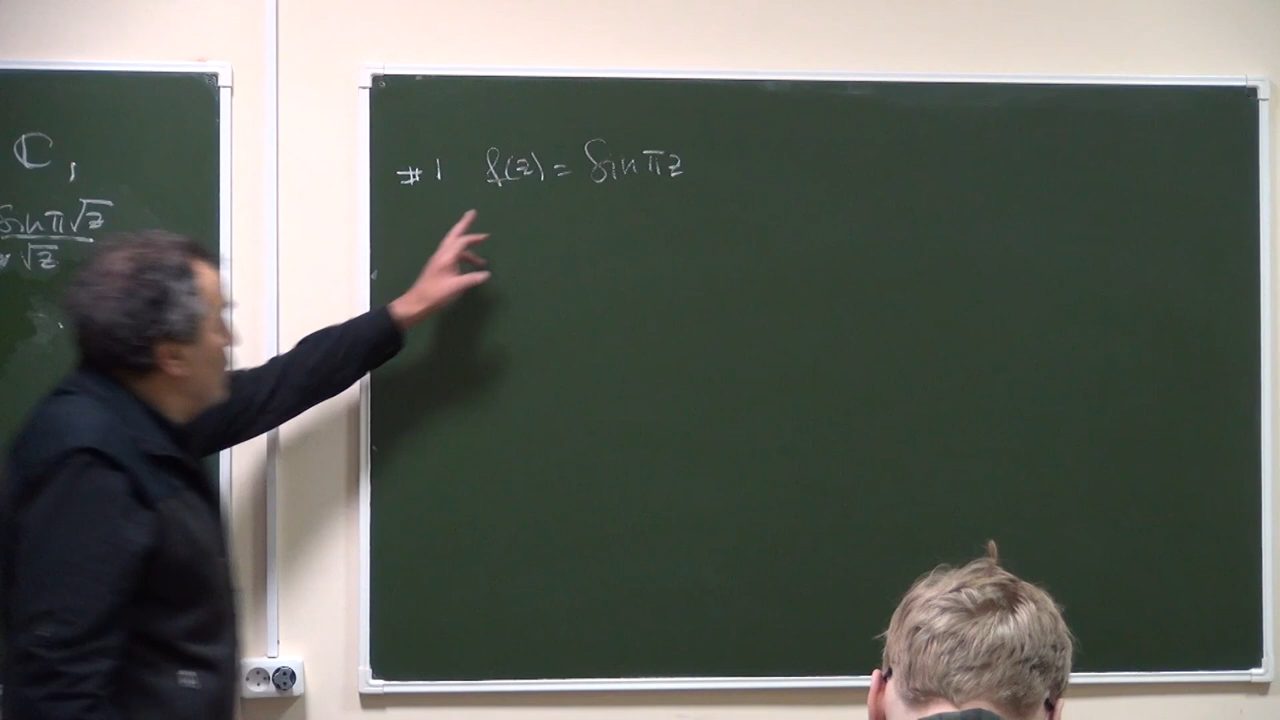 ℂ,
sin π√z
√z
#1 f(z) = sin πz